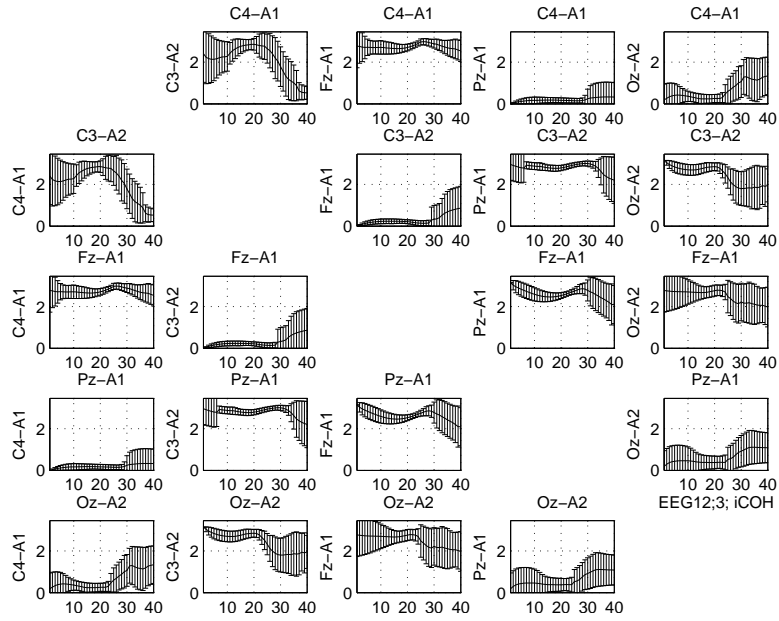 C4−A1 C4−A1 C4−A1 C4−A1
C3−A2 0 2 10 20 30 40
Fz−A1 0 2 10 20 30 40
Pz−A1 0 2 10 20 30 40
Oz−A2 0 2 10 20 30 40
C3−A2 C3−A2 C3−A2 C3−A2
C4−A1 0 2 10 20 30 40
Fz−A1 0 2 10 20 30 40
Pz−A1 0 2 10 20 30 40
Oz−A2 0 2 10 20 30 40
Fz−A1 Fz−A1 Fz−A1 Fz−A1
C4−A1 0 2 10 20 30 40
C3−A2 0 2 10 20 30 40
Pz−A1 0 2 10 20 30 40
Oz−A2 0 2 10 20 30 40
Pz−A1 Pz−A1 Pz−A1 Pz−A1
C4−A1 0 2 10 20 30 40
C3−A2 0 2 10 20 30 40
Fz−A1 0 2 10 20 30 40
Oz−A2 0 2 10 20 30 40
Oz−A2 Oz−A2 Oz−A2 Oz−A2 EEG12;3; iCOH
C4−A1 0 2 10 20 30 40
C3−A2 0 2 10 20 30 40
Fz−A1 0 2 10 20 30 40
Pz−A1 0 2 10 20 30 40